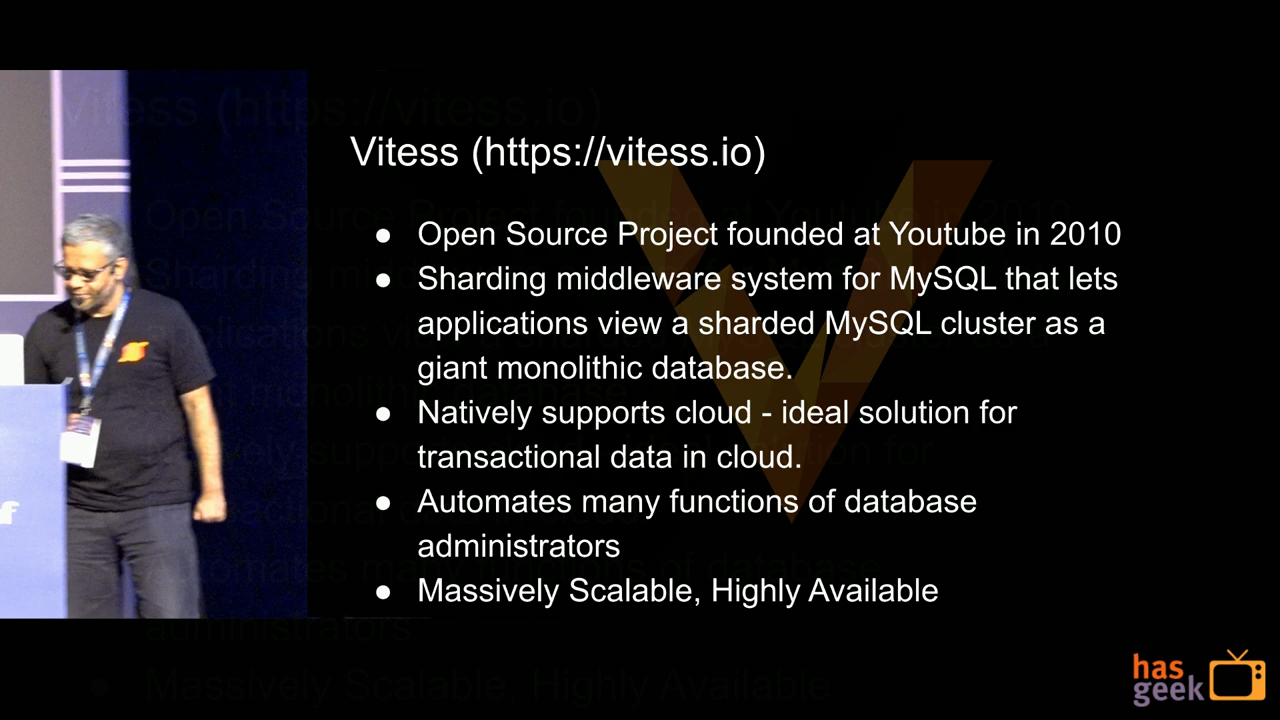 Vitess (https://vitess.io)
● Open Source Project founded at Youtube in 2010
● Sharding middleware system for MySQL that lets
applications view a sharded MySQL cluster as a
giant monolithic database.
● Natively supports cloud - ideal solution for
transactional data in cloud.
● Automates many functions of database
administrators
● Massively Scalable, Highly Available
f
has
geek